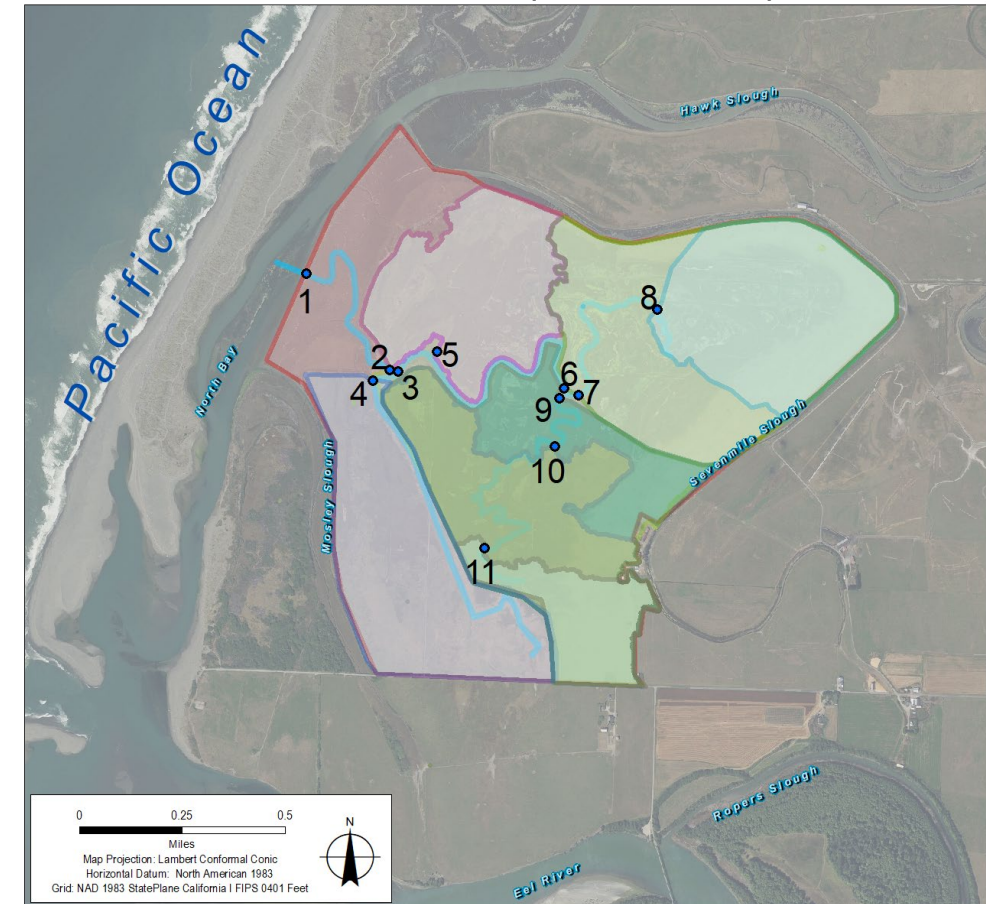 Pacific Ocean
Hawk Slough
North Bay
Mosley Slough
Sevenmile Slough
Ropers Slough
Eel River
1
2
3
4
5
6
7
8
9
10
11
0 0.25 0.5
Miles
Map Projection: Lambert Conformal Conic
Horizontal Datum: North American 1983
Grid: NAD 1983 StatePlane California I FIPS 0401 Feet
N